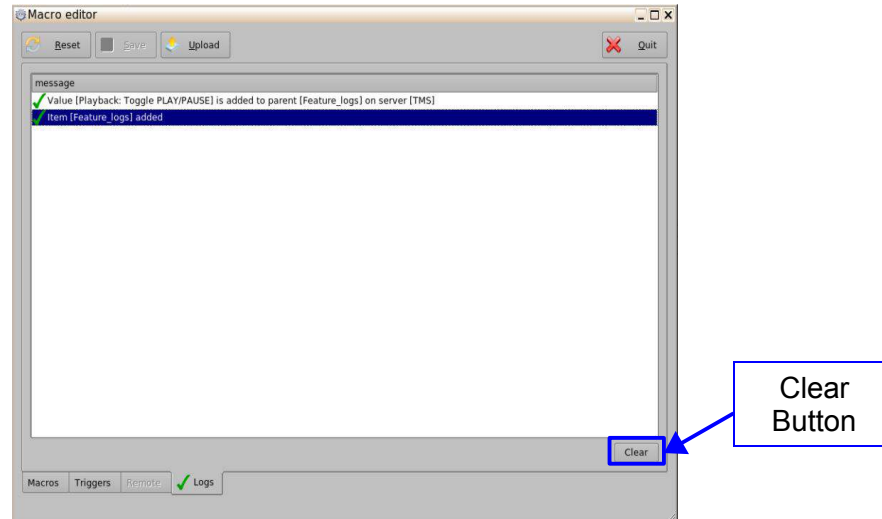 Macro editor
Reset Save Upload Quit
message
Value [Playback: Toggle PLAY/PAUSE] is added to parent [Feature_logs] on server [TMS]
Item [Feature_logs] added
Clear
Button
Clear
Macros Triggers Remote Logs